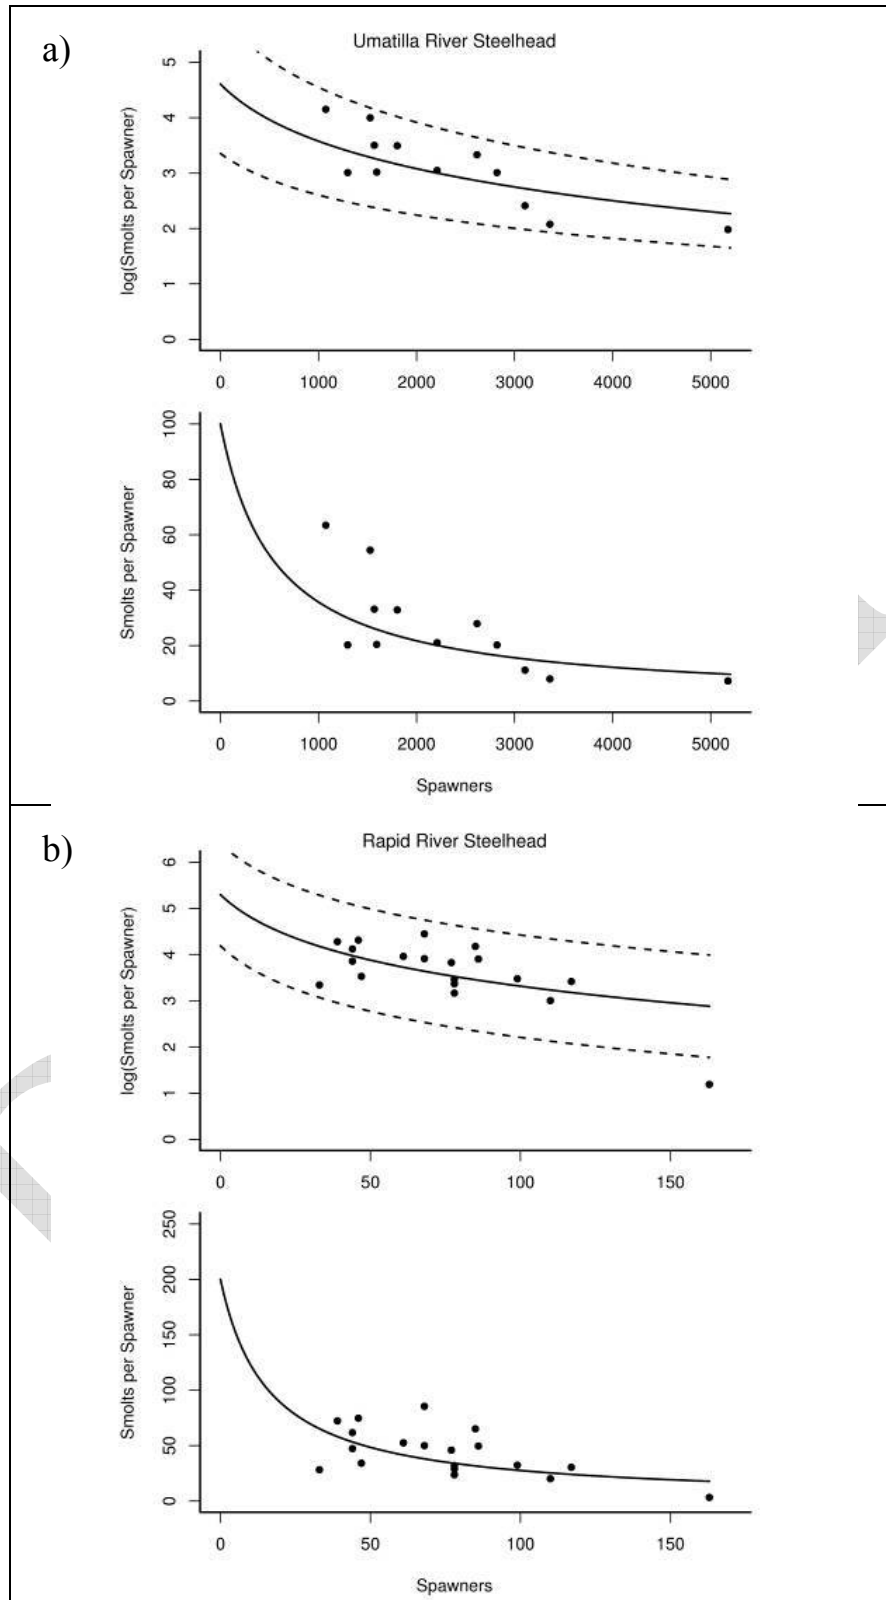 a)
Umatilla River Steelhead
log(Smolts per Spawner)
5
4
3
2
1
0
0 1000 2000 3000 4000 5000
Smolts per Spawner
100
80
60
40
20
0
0 1000 2000 3000 4000 5000
Spawners
b)
Rapid River Steelhead
log(Smolts per Spawner)
6
5
4
3
2
1
0
0 50 100 150
Smolts per Spawner
250
200
150
100
50
0
0 50 100 150
Spawners